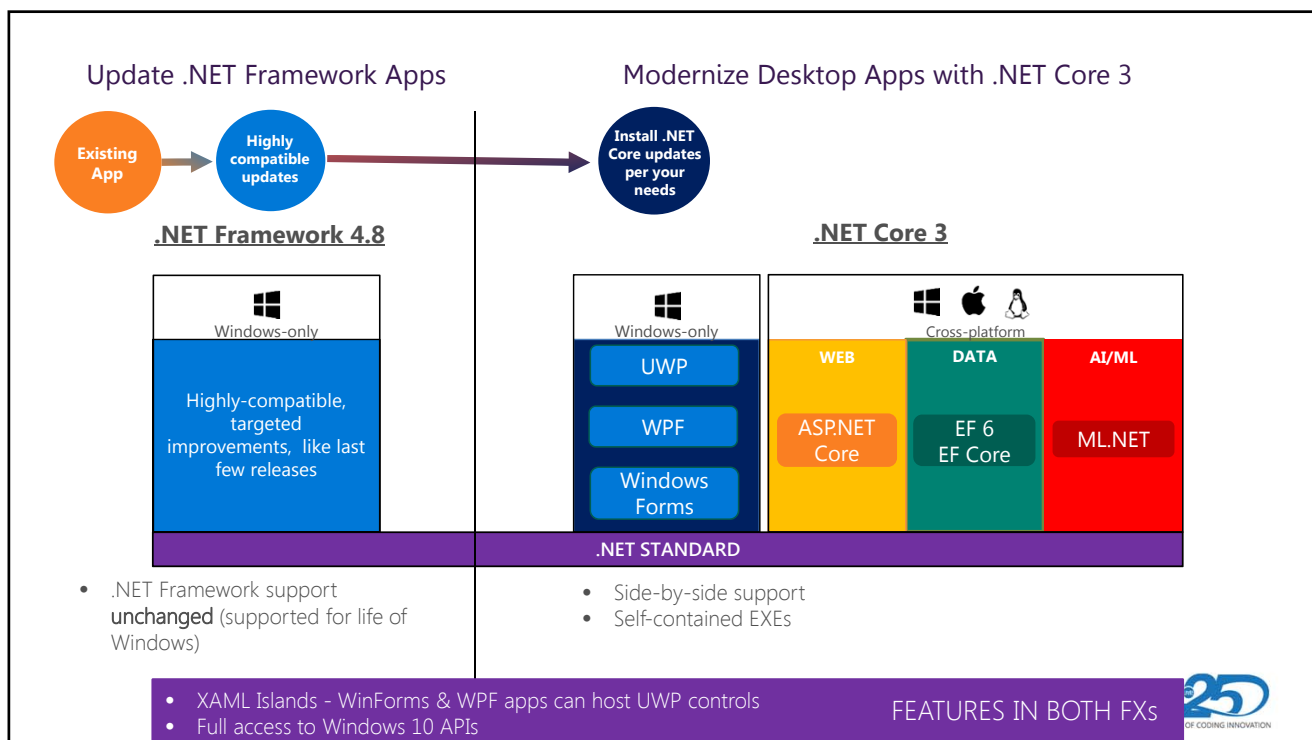 Update .NET Framework Apps
Modernize Desktop Apps with .NET Core 3
Existing
App
Highly
compatible
updates
Install .NET
Core updates
per your
needs
.NET Framework 4.8
.NET Core 3
Windows-only
Highly-compatible,
targeted
improvements, like last
few releases
Windows-only
UWP
WPF
Windows
Forms
Cross-platform
WEB
ASP.NET
Core
DATA
EF 6
EF Core
AI/ML
ML.NET
.NET STANDARD
• .NET Framework support
unchanged (supported for life of
Windows)
• Side-by-side support
• Self-contained EXEs
• XAML Islands - WinForms & WPF apps can host UWP controls
• Full access to Windows 10 APIs
FEATURES IN BOTH FXs
25
OF CODING INNOVATION